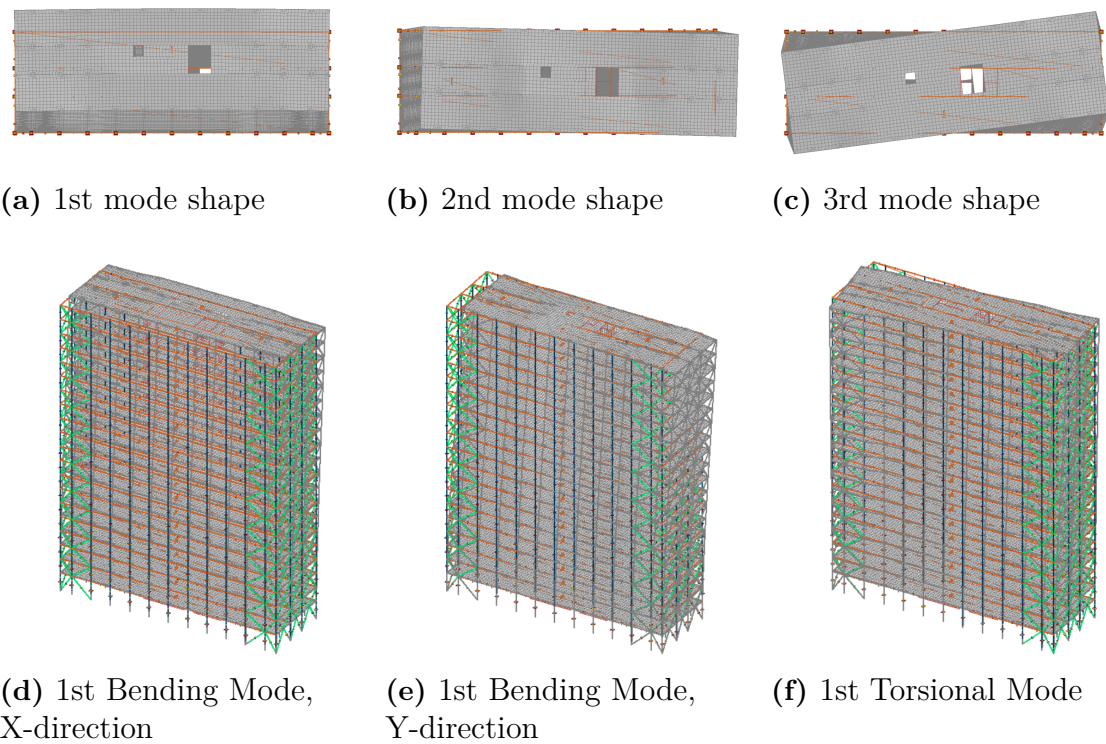 (a) 1st mode shape
(b) 2nd mode shape
(c) 3rd mode shape
(d) 1st Bending Mode,
X-direction
(e) 1st Bending Mode,
Y-direction
(f) 1st Torsional Mode